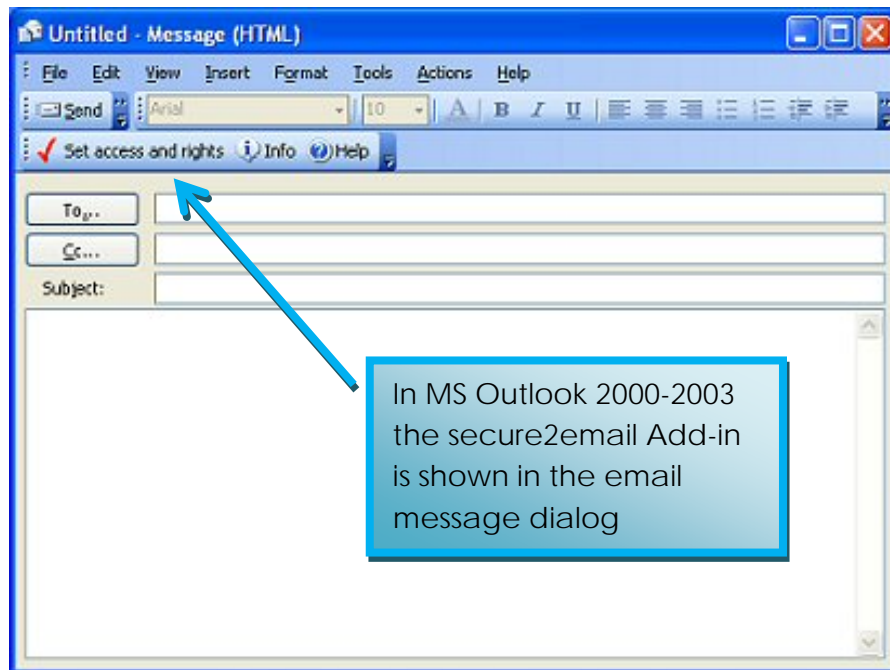 Untitled - Message (HTML)
File Edit View Insert Format Tools Actions Help
Send Arial 10 A B I U
Set access and rights Info Help
To...
Cc...
Subject:
In MS Outlook 2000-2003
the secure2email Add-in
is shown in the email
message dialog